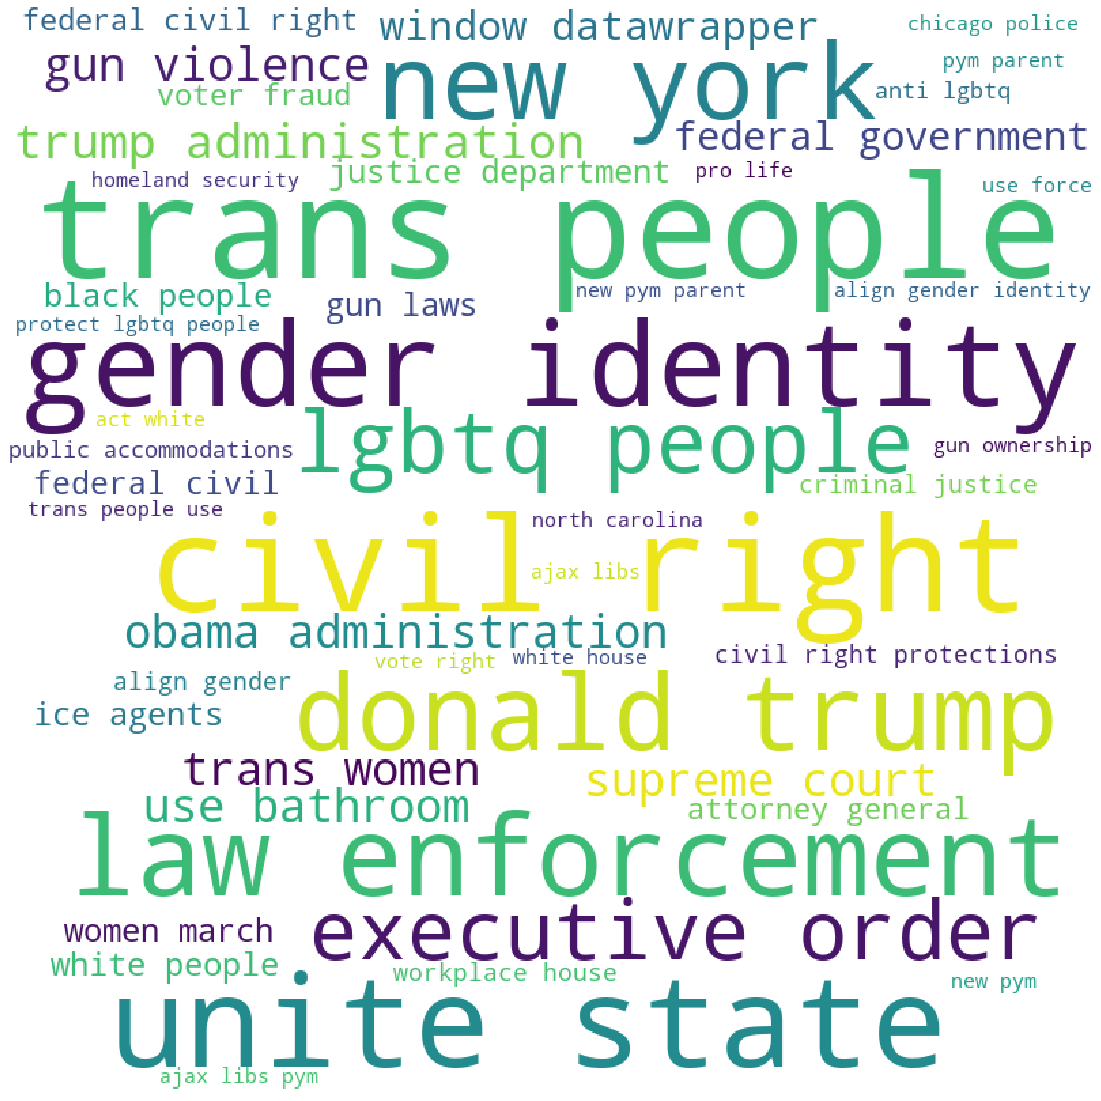 federal civil right
window datawrapper
chicago police
gun violence
new york
pym parent
voter fraud
anti lgbtq
trump administration
federal government
justice department
pro life
homeland security
use force
trans people
black people
gun laws
new pym parent
align gender identity
protect lgbtq people
gender identity
act white
lgbtq people
public accommodations
gun ownership
federal civil
criminal justice
trans people use
north carolina
civil right
ajax libs
obama administration
vote right
white house
civil right protections
align gender
donald trump
ice agents
trans women
supreme court
use bathroom
attorney general
law enforcement
women march
executive order
white people
workplace house
new pym
unite state
ajax libs pym